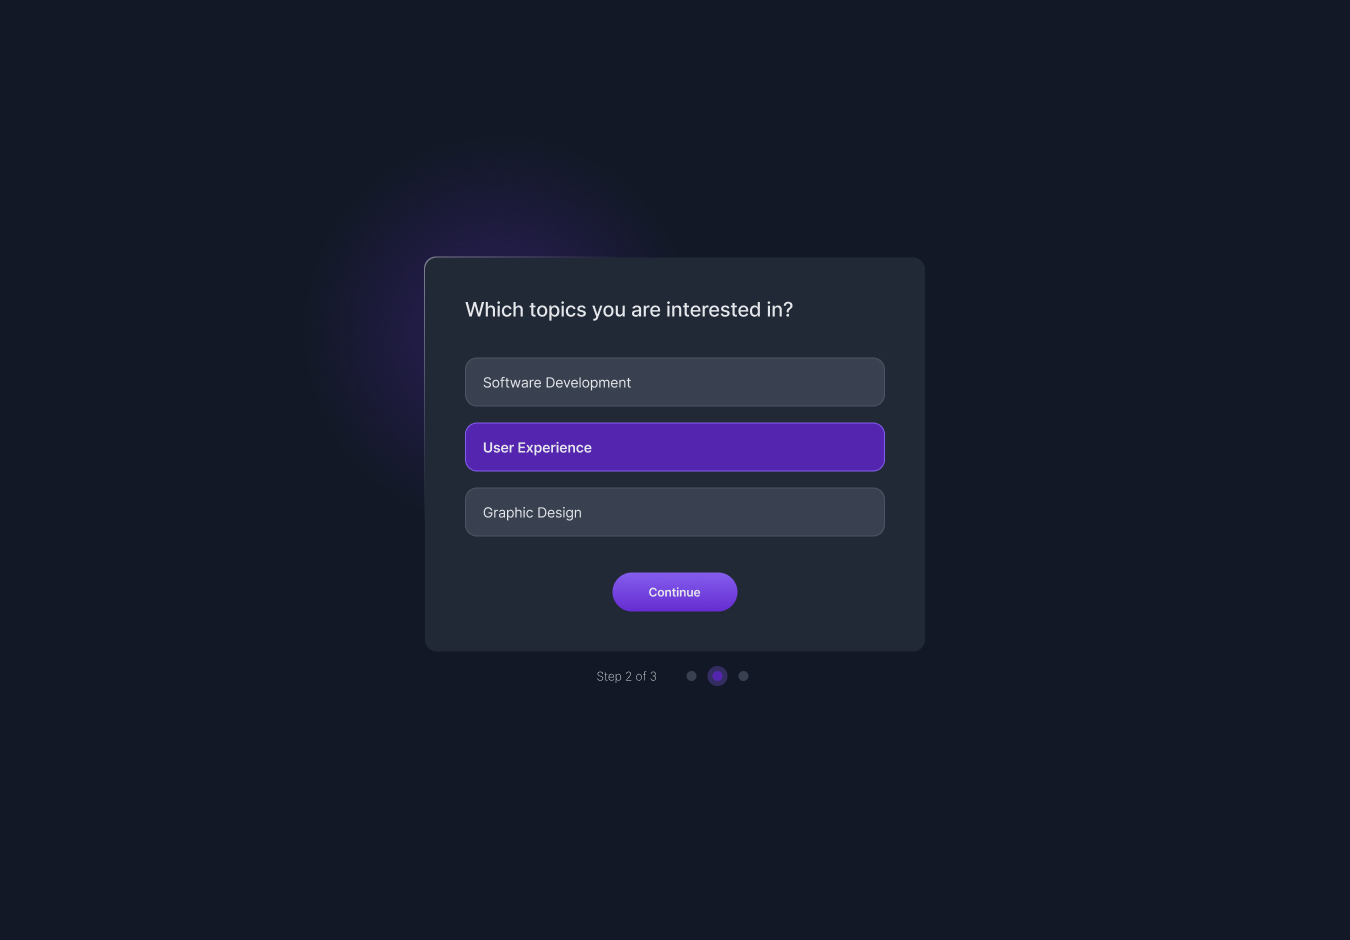 Which topics you are interested in?
Software Development
User Experience
Graphic Design
Continue
Step 2 of 3